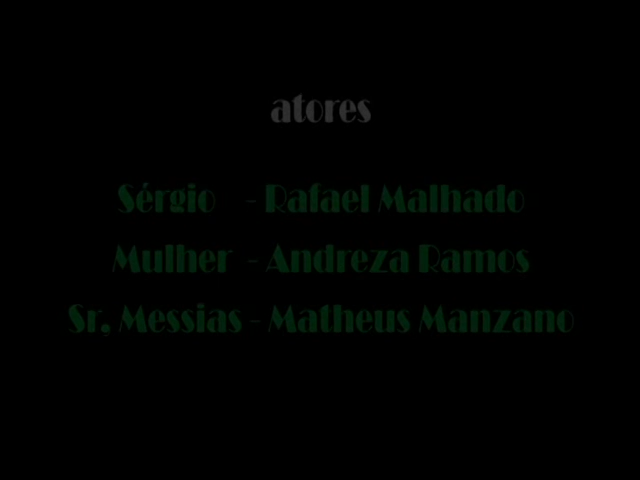 atores
Sérgio - Rafael Malhado
Mulher - Andreza Ramos
Sr. Messias - Matheus Manzano